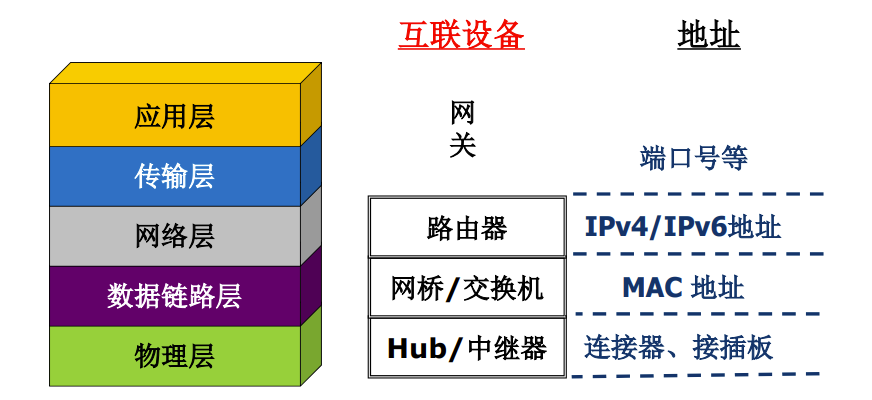 互联设备 地址
网
关
应用层
传输层 端口号等
网络层 路由器 IPv4/IPv6地址
数据链路层 网桥/交换机 MAC 地址
物理层 Hub/中继器 连接器、接插板